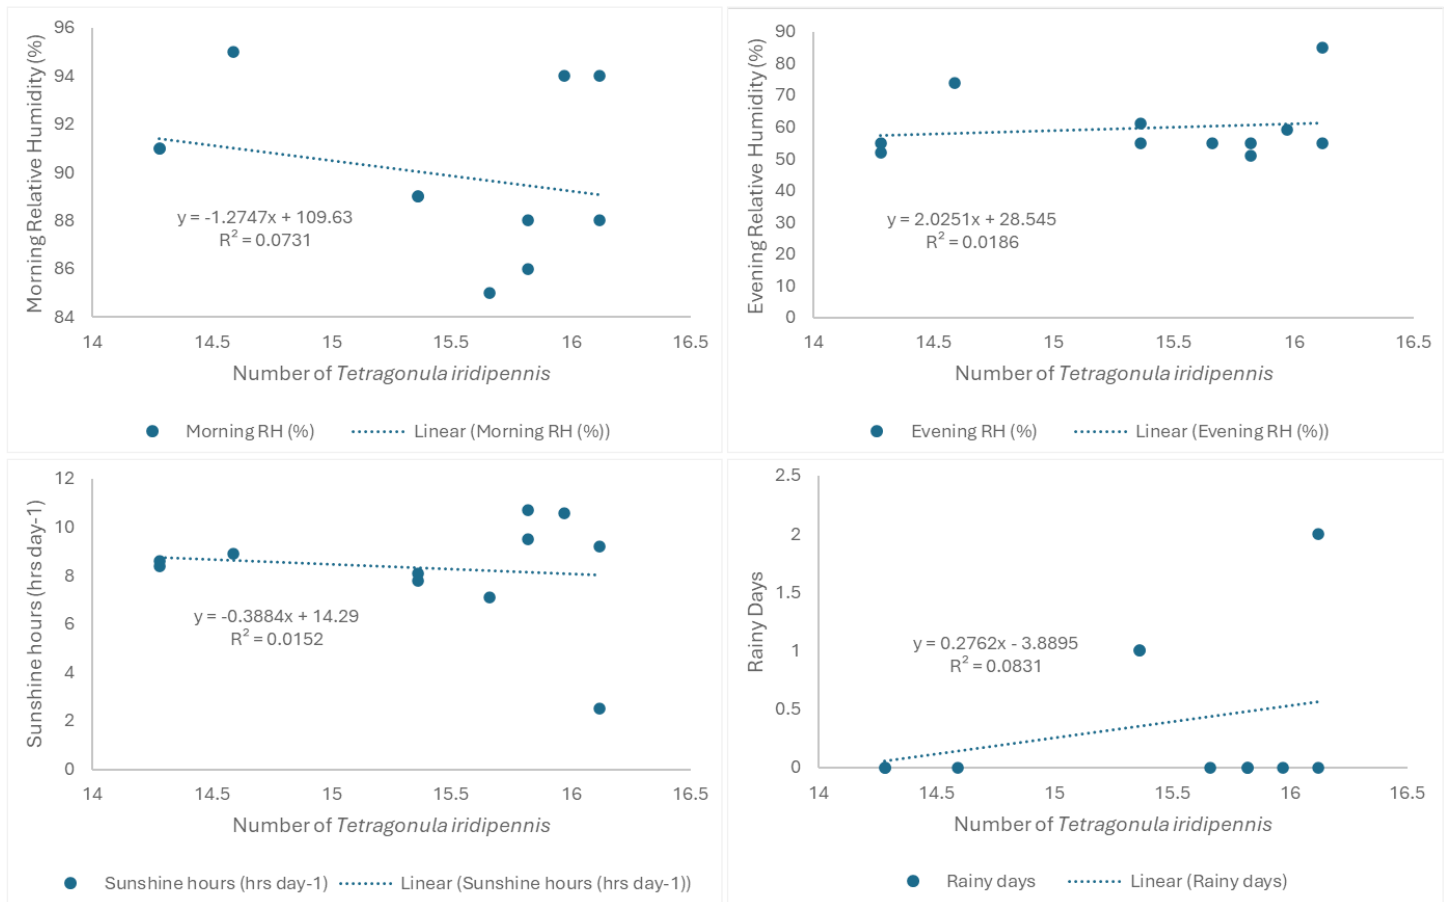 Morning Relative Humidity (%)
96
94
92
90
88
86
84
y = -1.2747x + 109.63
R² = 0.0731
14 14.5 15 15.5 16 16.5
Number of Tetragonula iridipennis
Morning RH (%) Linear (Morning RH (%))
Evening Relative Humidity (%)
90
80
70
60
50
40
30
20
10
0
y = 2.0251x + 28.545
R² = 0.0186
14 14.5 15 15.5 16 16.5
Number of Tetragonula iridipennis
Evening RH (%) Linear (Evening RH (%))
Sunshine hours (hrs day-1)
12
10
8
6
4
2
0
y = -0.3884x + 14.29
R² = 0.0152
14 14.5 15 15.5 16 16.5
Number of Tetragonula iridipennis
Sunshine hours (hrs day-1) Linear (Sunshine hours (hrs day-1))
Rainy Days
2.5
2
1.5
1
0.5
0
y = 0.2762x - 3.8895
R² = 0.0831
14 14.5 15 15.5 16 16.5
Number of Tetragonula iridipennis
Rainy days Linear (Rainy days)